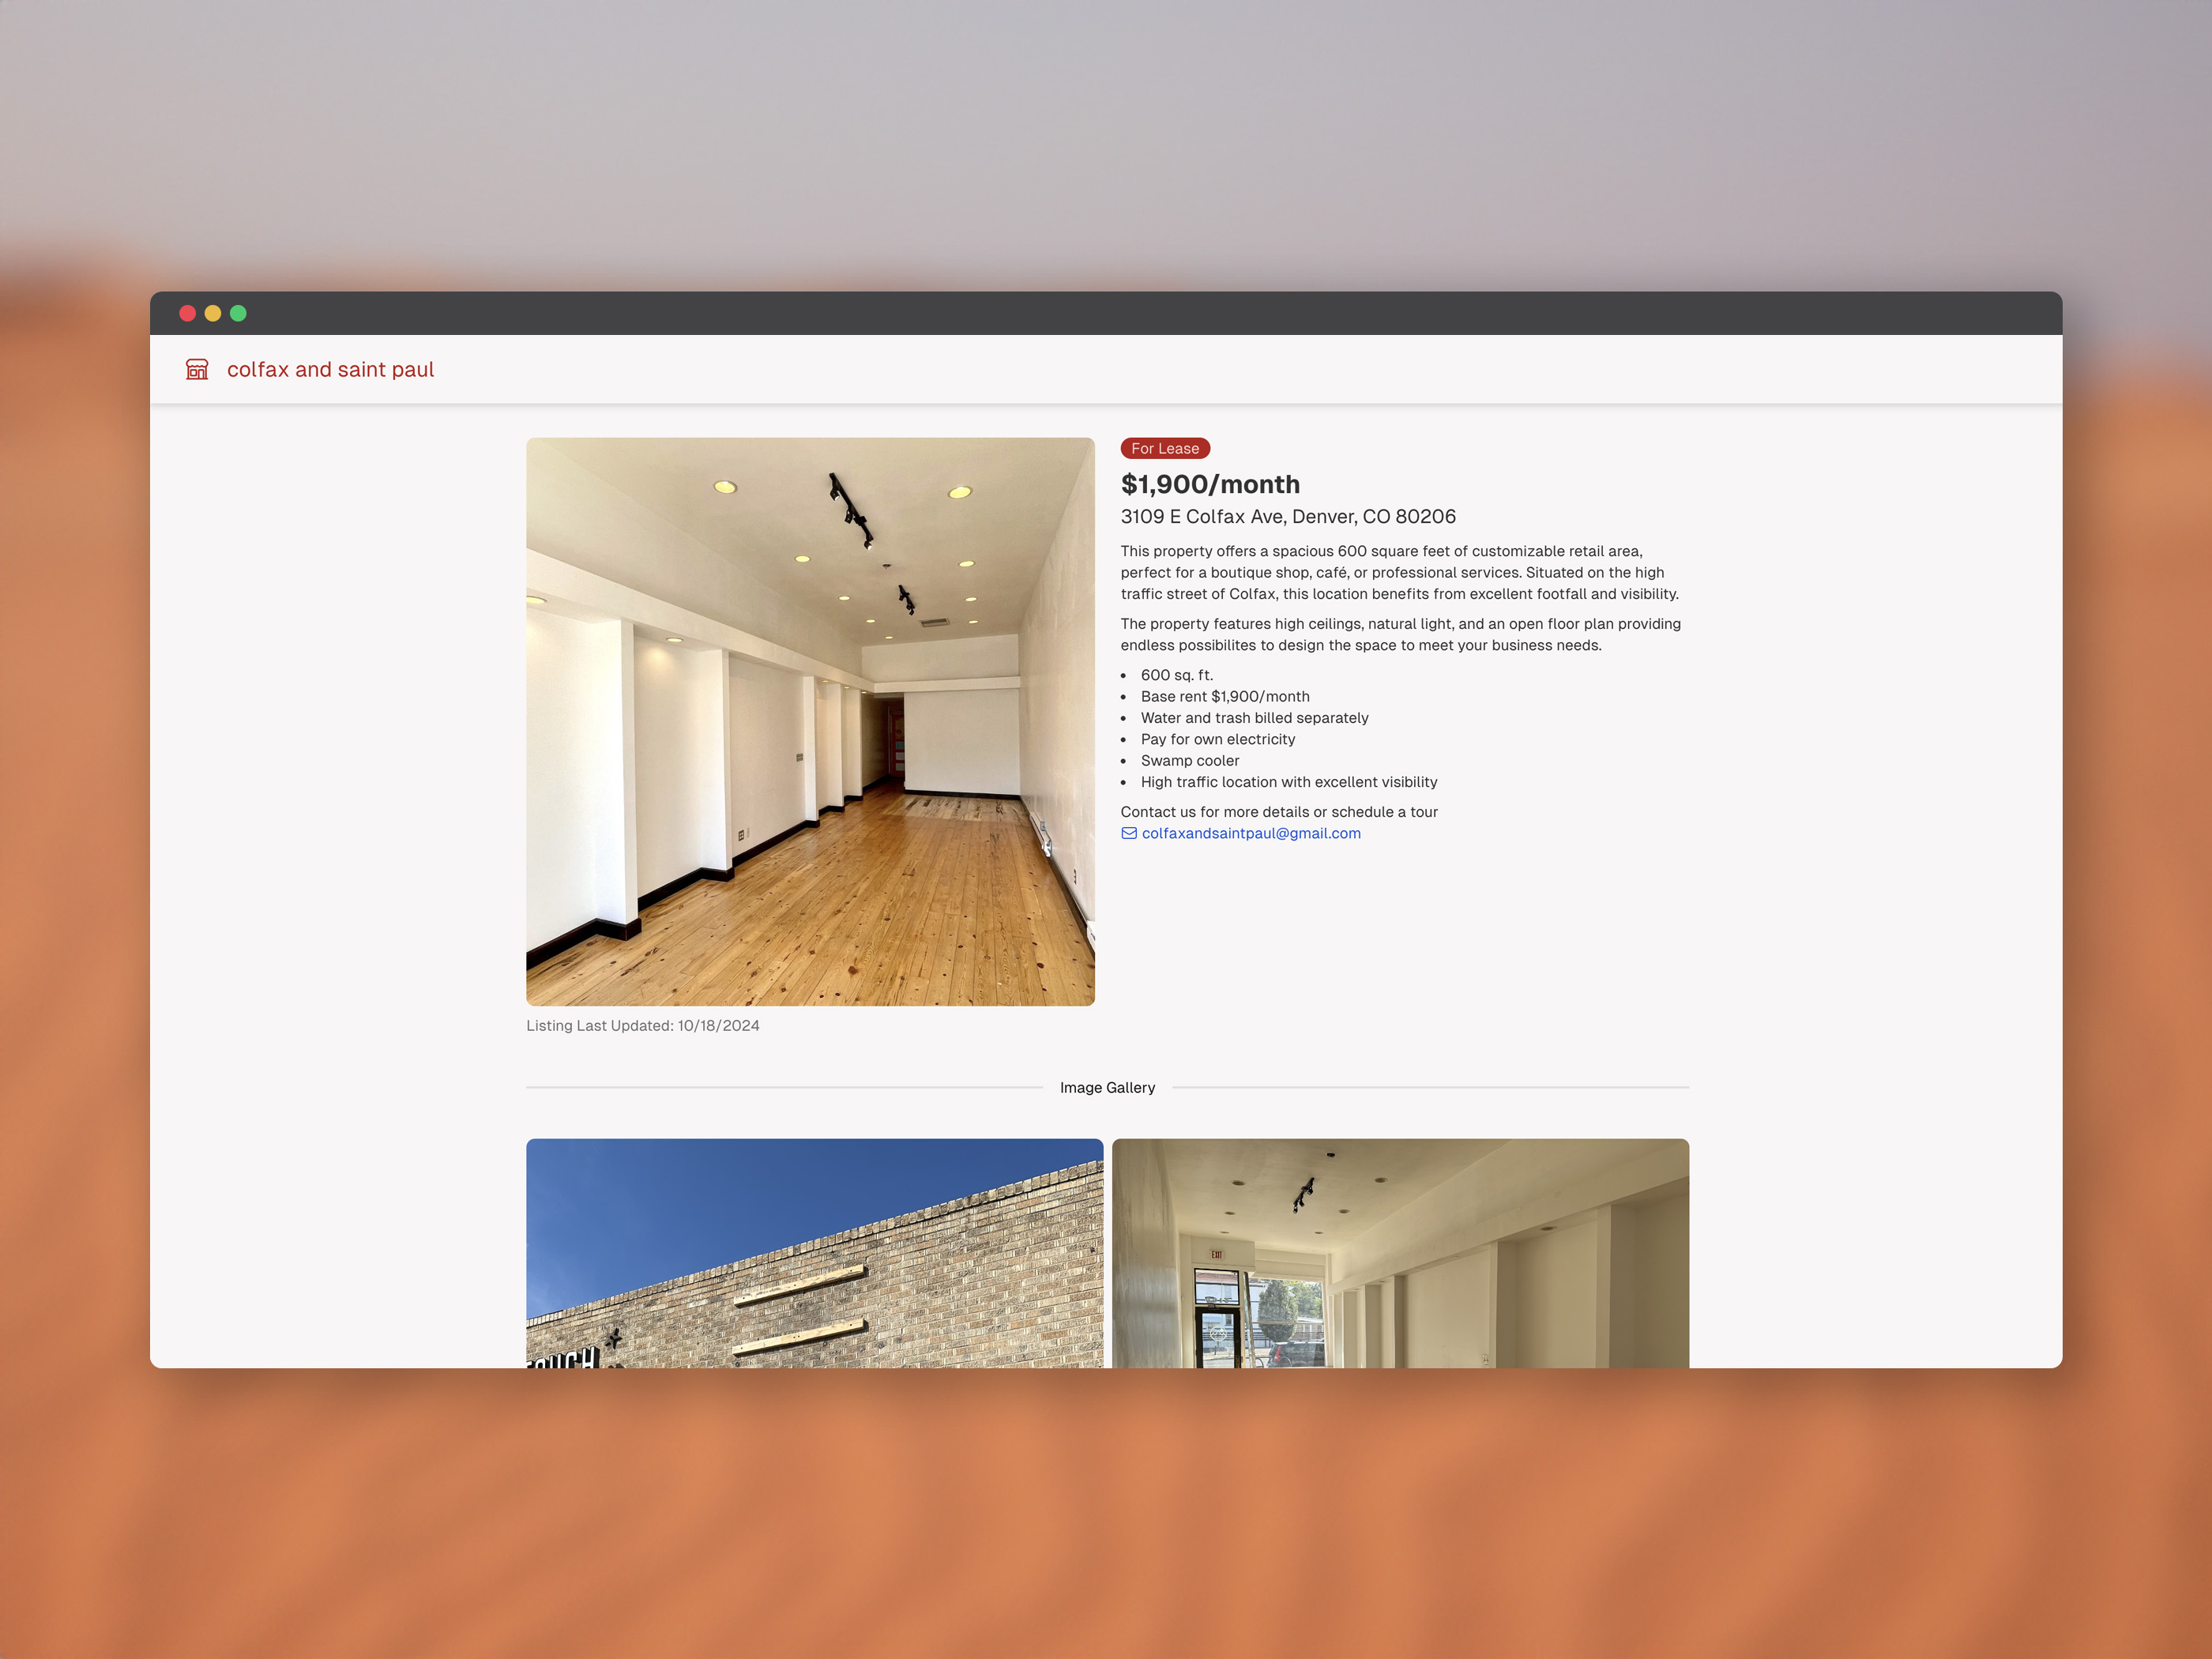 colfax and saint paul
For Lease
$1,900/month
3109 E Colfax Ave, Denver, CO 80206
This property offers a spacious 600 square feet of customizable retail area,
perfect for a boutique shop, café, or professional services. Situated on the high
traffic street of Colfax, this location benefits from excellent footfall and visibility.
The property features high ceilings, natural light, and an open floor plan providing
endless possibilites to design the space to meet your business needs.
600 sq. ft.
Base rent $1,900/month
Water and trash billed separately
Pay for own electricity
Swamp cooler
High traffic location with excellent visibility
Contact us for more details or schedule a tour
colfaxandsaintpaul@gmail.com
Listing Last Updated: 10/18/2024
Image Gallery
EXIT